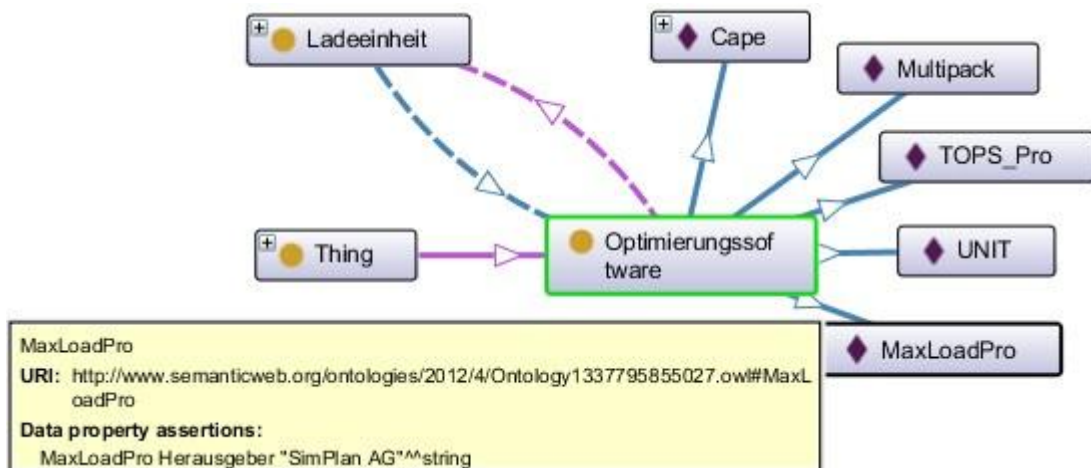 Ladeeinheit
Cape
Multipack
TOPS_Pro
Optimierungssof
tware
Thing
UNIT
MaxLoadPro
MaxLoadPro
URI: http://www.semanticweb.org/ontologies/2012/4/Ontology1337795855027.owl#MaxL
oadPro
Data property assertions:
MaxLoadPro Herausgeber "SimPlan AG"^^string